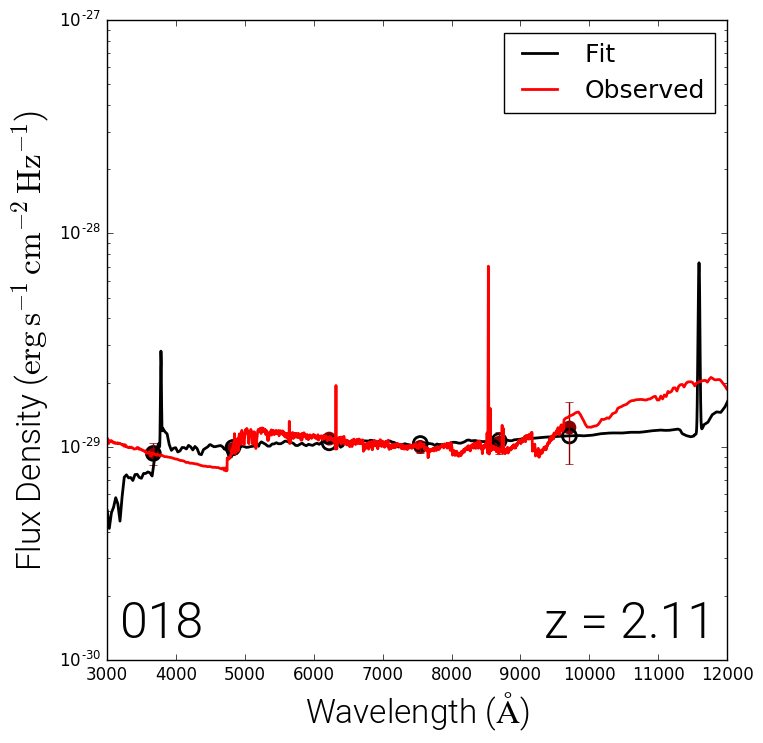 10^-27
10^-28
10^-29
10^-30
Flux Density (erg s^-1 cm^-2 Hz^-1)
Fit
Observed
018
z = 2.11
3000 4000 5000 6000 7000 8000 9000 10000 11000 12000
Wavelength (Å)